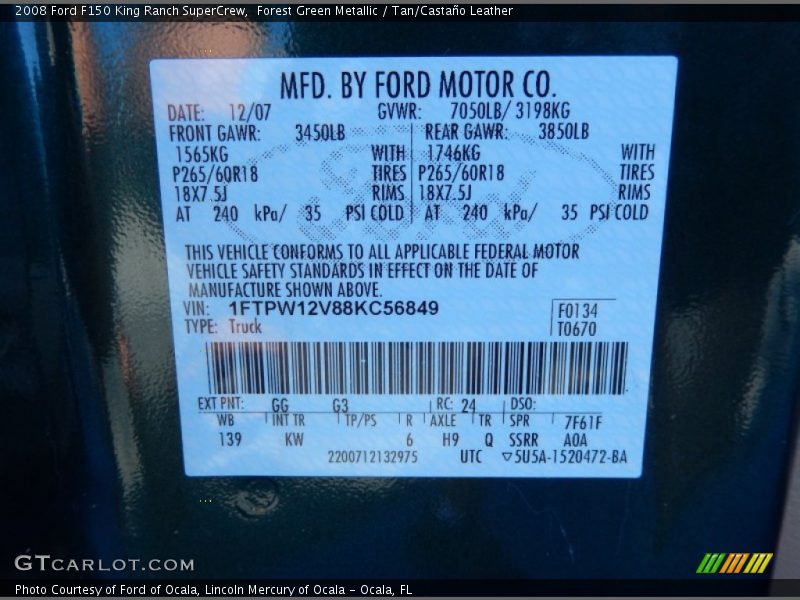 2008 Ford F150 King Ranch SuperCrew,  Forest Green Metallic / Tan/Castaño Leather
MFD. BY FORD MOTOR CO.
DATE: 12/07 GVWR: 7050LB/ 3198KG
FRONT GAWR: 3450LB REAR GAWR: 3850LB
1565KG WITH 1746KG WITH
P265/60R18 TIRES P265/60R18 TIRES
18X7.5J RIMS 18X7.5J RIMS
AT 240 kPa/ 35 PSI COLD AT 240 kPa/ 35 PSI COLD
THIS VEHICLE CONFORMS TO ALL APPLICABLE FEDERAL MOTOR
VEHICLE SAFETY STANDARDS IN EFFECT ON THE DATE OF
MANUFACTURE SHOWN ABOVE.
VIN: 1FTPW12V88KC56849 F0134
TYPE: Truck T0670
EXT PNT: GG G3 RC: 24 DSO:
WB INT TR TP/PS R AXLE TR SPR 7F61F
139 KW 6 H9 Q SSRR A0A
2200712132975 UTC ▽5U5A-1520472-BA
GTCARLOT.COM
Photo Courtesy of Ford of Ocala, Lincoln Mercury of Ocala - Ocala, FL